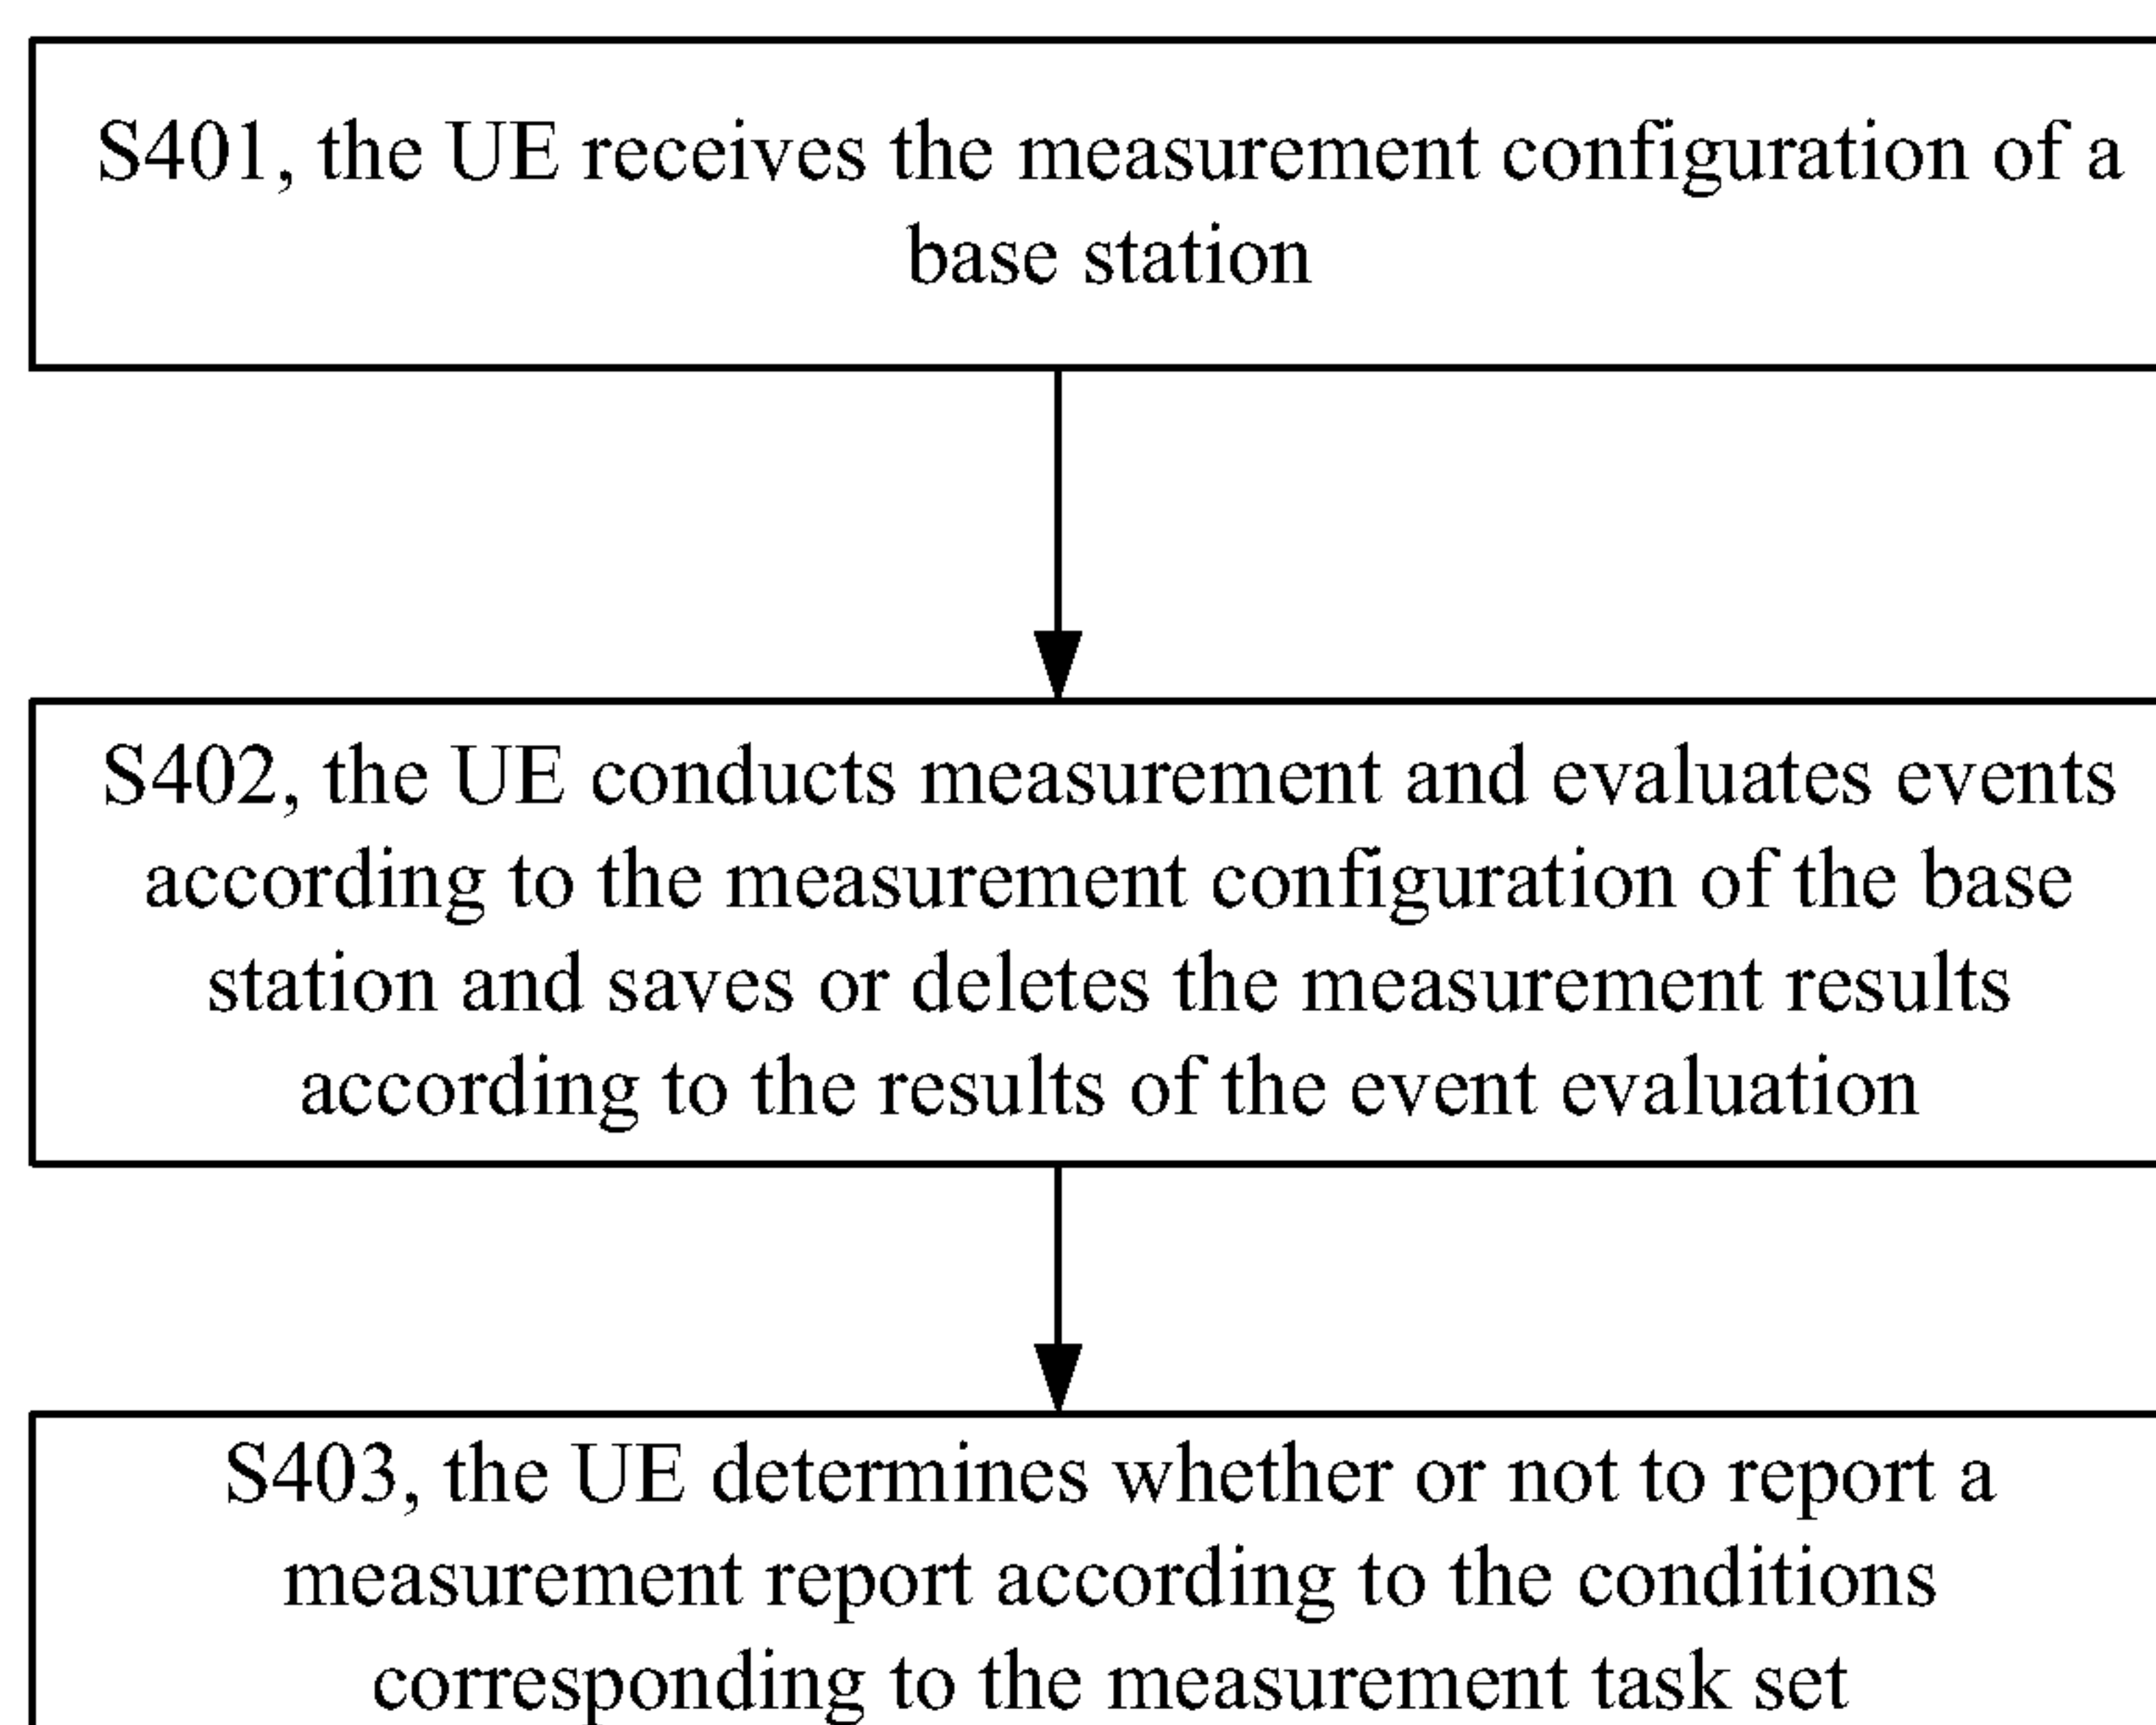 S401, the UE receives the measurement configuration of a
base station
S402, the UE conducts measurement and evaluates events
according to the measurement configuration of the base
station and saves or deletes the measurement results
according to the results of the event evaluation
S403, the UE determines whether or not to report a
measurement report according to the conditions
corresponding to the measurement task set